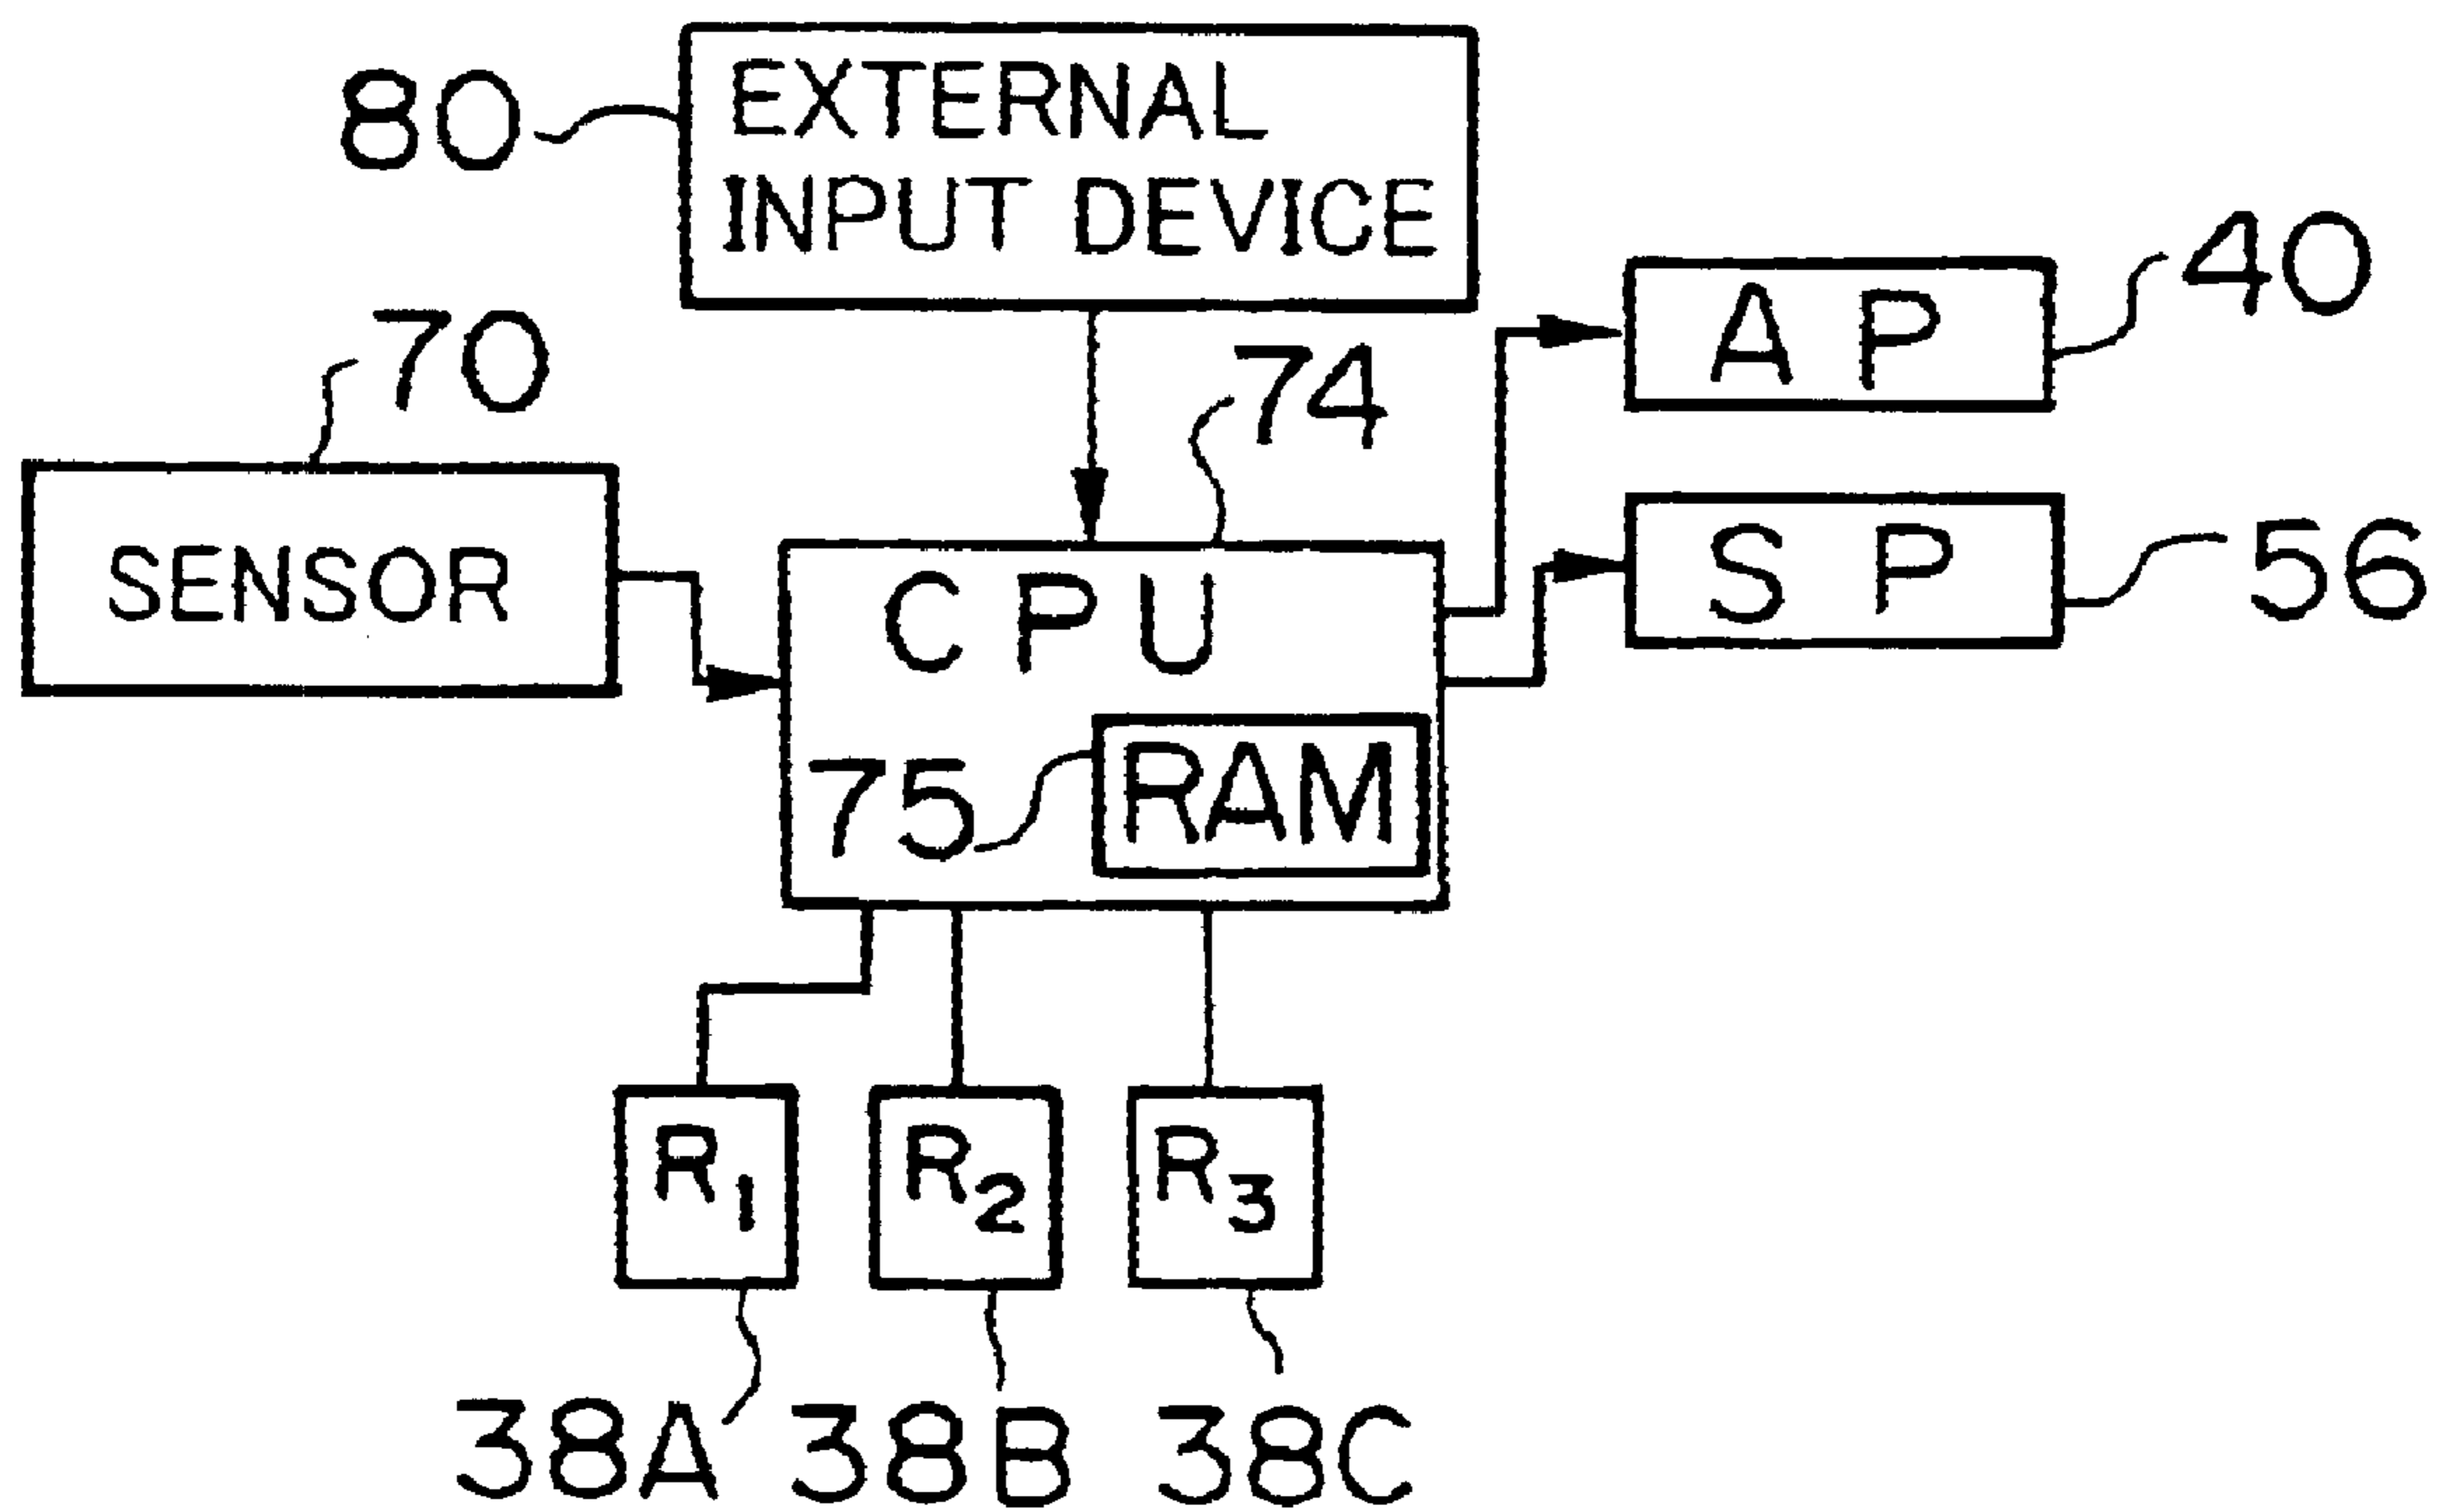 80
EXTERNAL
INPUT DEVICE
40
A P
70
74
SENSOR
S P
56
C P U
75
RAM
R1
R2
R3
38A
38B
38C